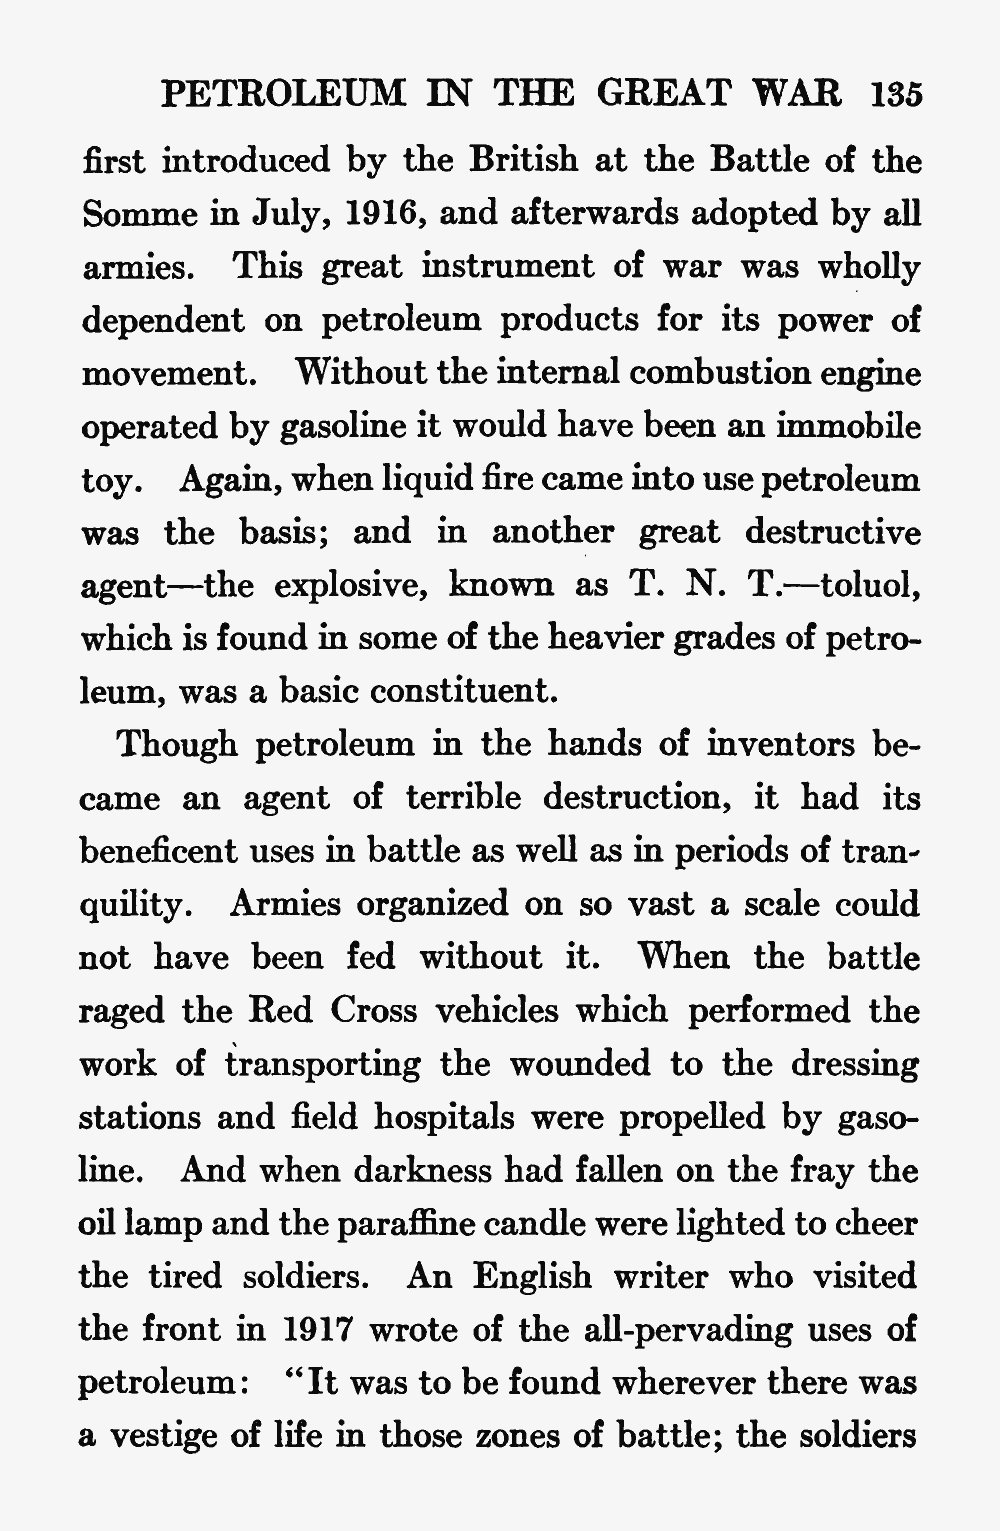 PETROLEUM IN THE GREAT WAR 135
first introduced by the British at the Battle of the
Somme in July, 1916, and afterwards adopted by all
armies. This great instrument of war was wholly
dependent on petroleum products for its power of
movement. Without the internal combustion engine
operated by gasoline it would have been an immobile
toy. Again, when liquid fire came into use petroleum
was the basis; and in another great destructive
agent—the explosive, known as T. N. T.—toluol,
which is found in some of the heavier grades of petro-
leum, was a basic constituent.
Though petroleum in the hands of inventors be-
came an agent of terrible destruction, it had its
beneficent uses in battle as well as in periods of tran-
quility. Armies organized on so vast a scale could
not have been fed without it. When the battle
raged the Red Cross vehicles which performed the
work of transporting the wounded to the dressing
stations and field hospitals were propelled by gaso-
line. And when darkness had fallen on the fray the
oil lamp and the paraffine candle were lighted to cheer
the tired soldiers. An English writer who visited
the front in 1917 wrote of the all-pervading uses of
petroleum: “It was to be found wherever there was
a vestige of life in those zones of battle; the soldiers